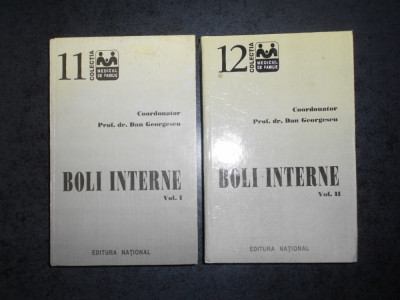 11
COLECȚIA
MEDICUL
DE FAMILIE
Coordonator
Prof. dr. Dan Georgescu
BOLI INTERNE
Vol. I
EDITURA NAȚIONAL
12
COLECȚIA
MEDICUL
DE FAMILIE
Coordonator
Prof. dr. Dan Georgescu
BOLI INTERNE
Vol. II
EDITURA NAȚIONAL